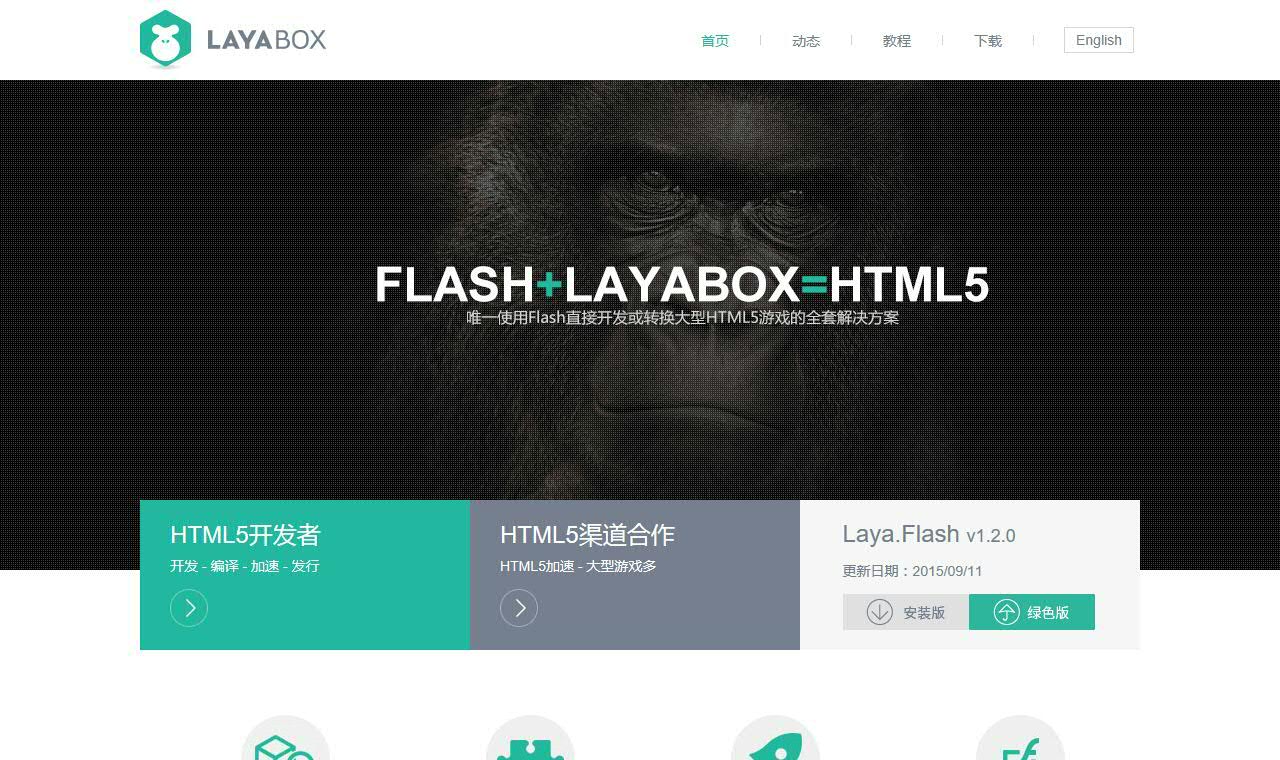 LAYABOX
首页
动态
教程
下载
English
FLASH+LAYABOX=HTML5
唯一使用Flash直接开发或转换大型HTML5游戏的全套解决方案
HTML5开发者
开发 - 编译 - 加速 - 发行
HTML5渠道合作
HTML5加速 - 大型游戏多
Laya.Flash v1.2.0
更新日期：2015/09/11
安装版
绿色版